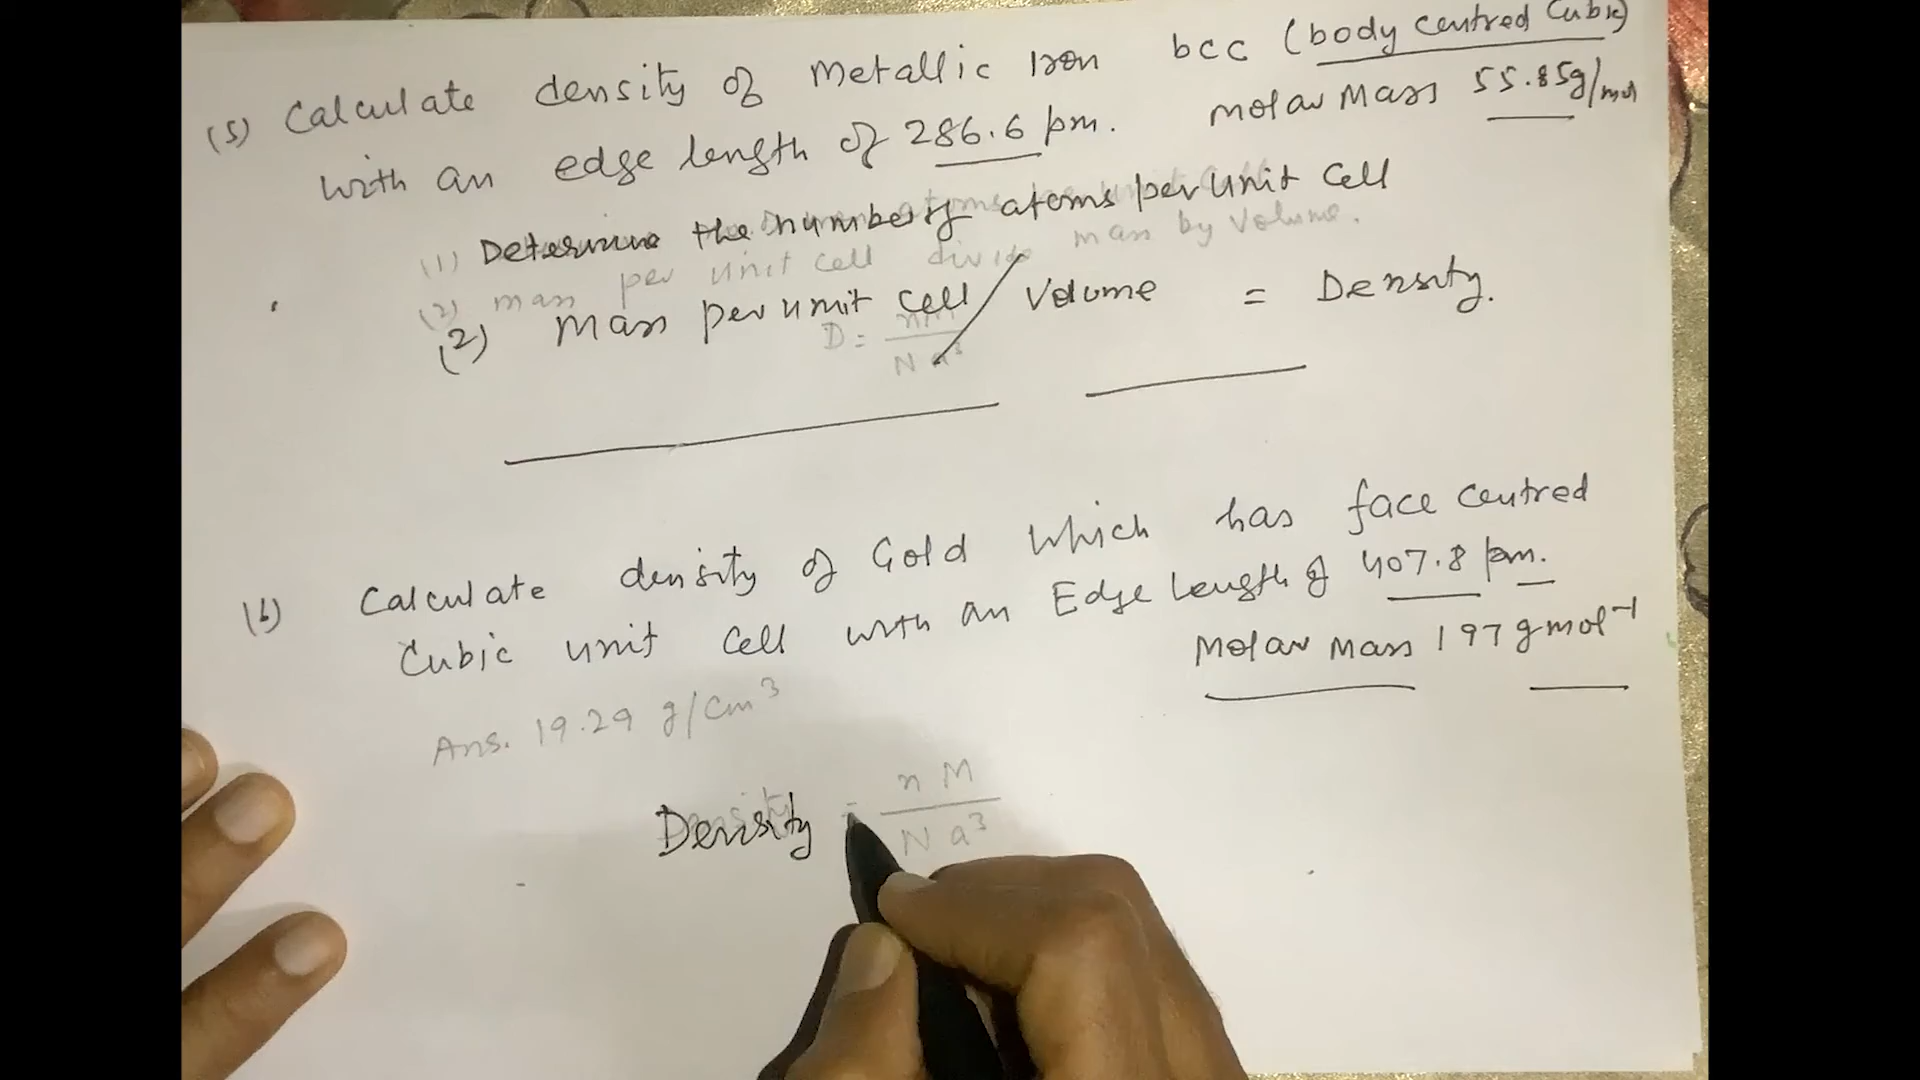 (5) Calculate density of Metallic Iron bcc (body centred Cubic)
with an edge length of 286.6 pm. molar Mass 55.85g/mol
(1) Determine the number of atoms per unit Cell
(2) mass per unit cell divide mass by volume.
(2) Mass per unit cell / Volume = Density.
D = nM
N a³
(6) Calculate density of Gold which has face centred
Cubic unit cell with an Edge Length of 407.8 pm.
Molar Mass 197 g mol⁻¹
Ans. 19.29 g/cm³
Density = n M
N a³